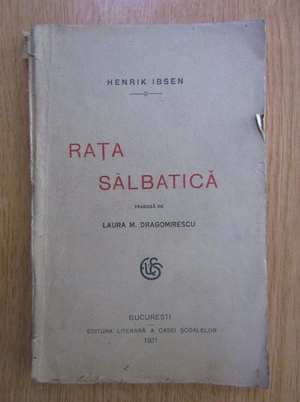 HENRIK IBSEN
RAȚA
SĂLBATICĂ
TRADUSĂ DE
LAURA M. DRAGOMIRESCU
BUCUREȘTI
EDITURA LITERARĂ A CASEI ȘCOALELOR
1921